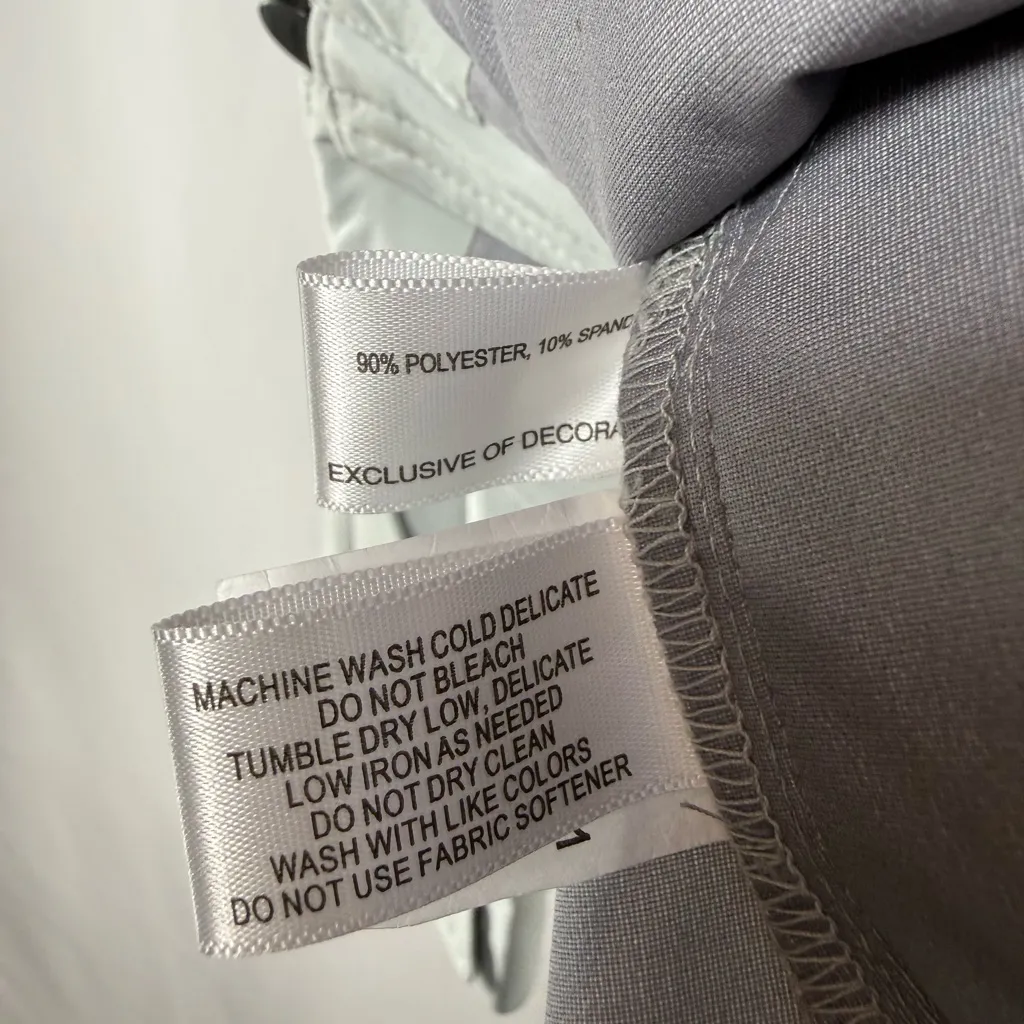 90% POLYESTER, 10% SPAND
EXCLUSIVE OF DECORA
MACHINE WASH COLD DELICATE
DO NOT BLEACH
TUMBLE DRY LOW, DELICATE
LOW IRON AS NEEDED
DO NOT DRY CLEAN
WASH WITH LIKE COLORS
DO NOT USE FABRIC SOFTENER